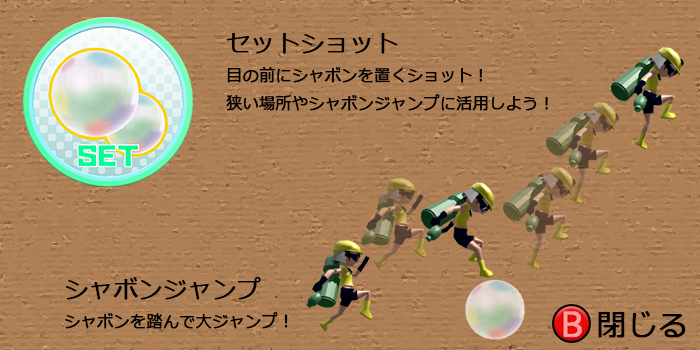 セットショット
目の前にシャボンを置くショット！
狭い場所やシャボンジャンプに活用しよう！
SET
シャボンジャンプ
シャボンを踏んで大ジャンプ！
B 閉じる